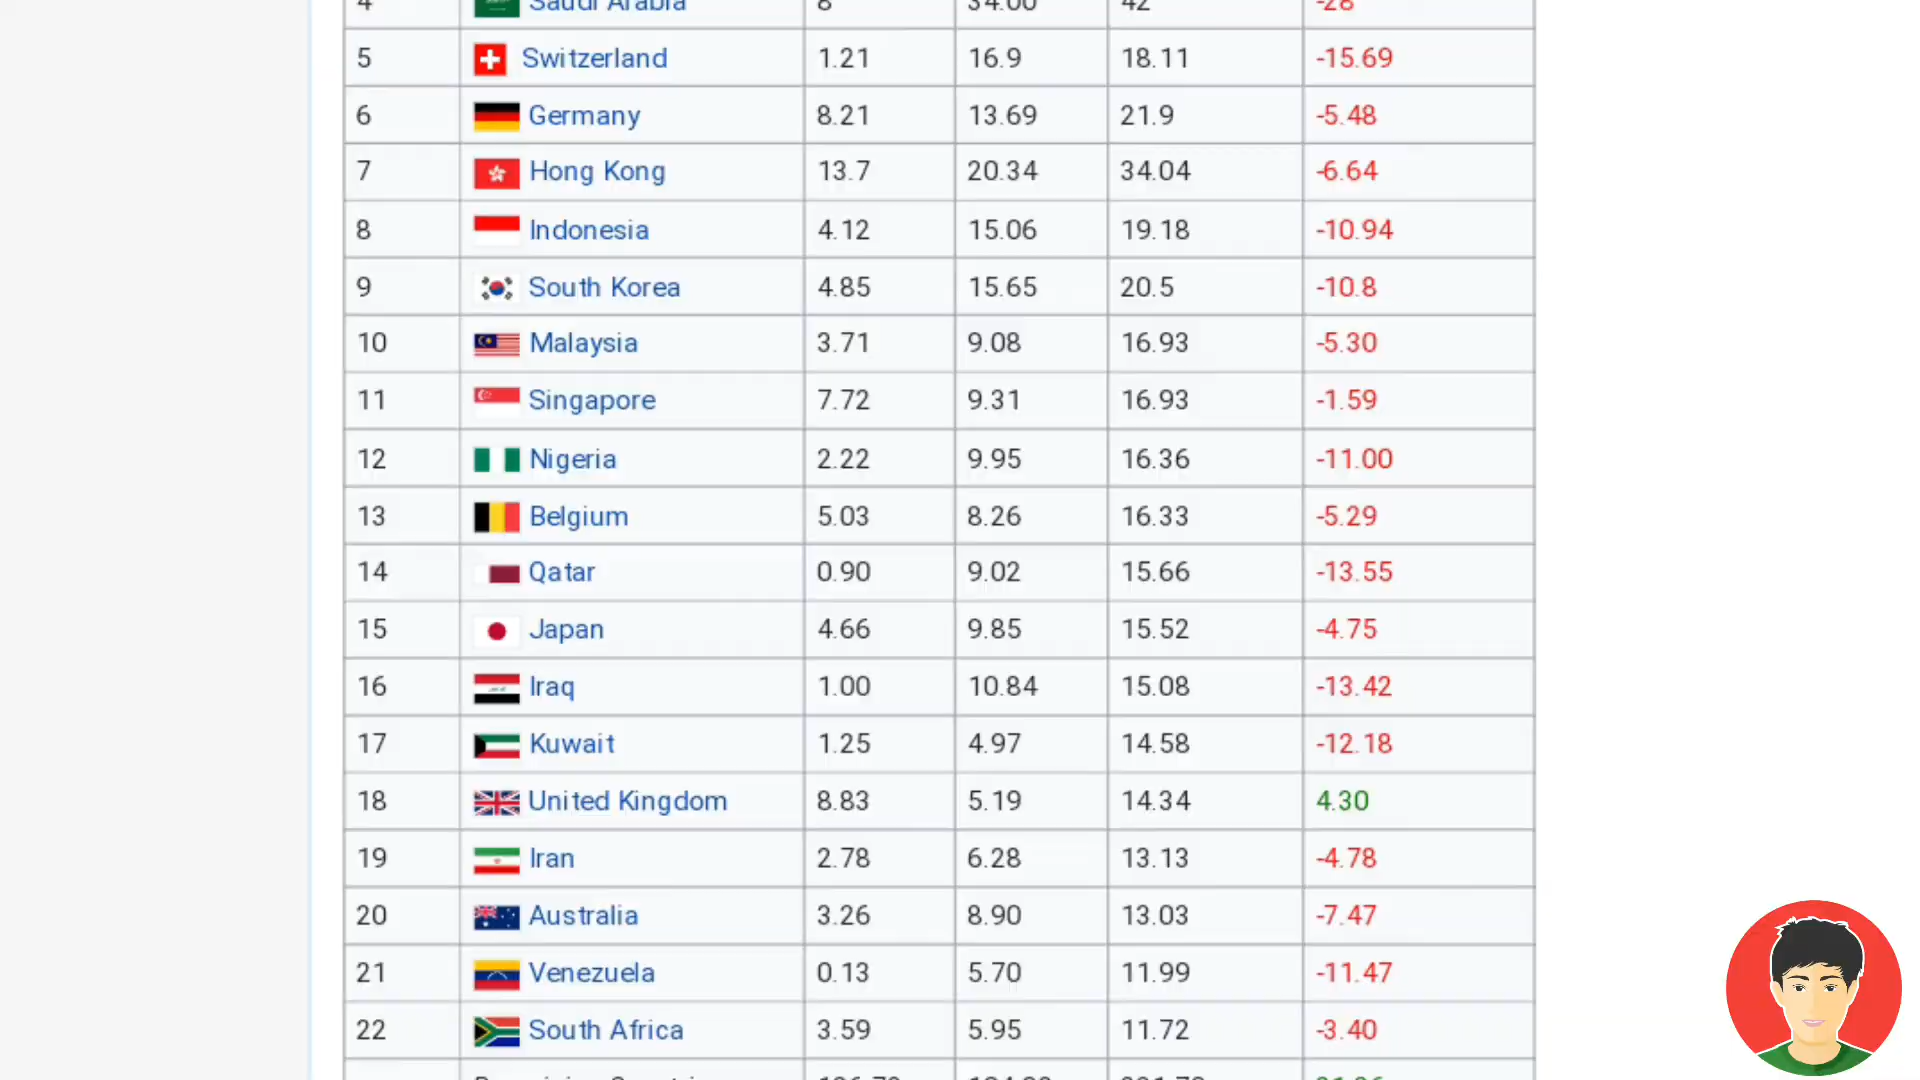 4 Saudi Arabia 8 34.00 42 -28
5 Switzerland 1.21 16.9 18.11 -15.69
6 Germany 8.21 13.69 21.9 -5.48
7 Hong Kong 13.7 20.34 34.04 -6.64
8 Indonesia 4.12 15.06 19.18 -10.94
9 South Korea 4.85 15.65 20.5 -10.8
10 Malaysia 3.71 9.08 16.93 -5.30
11 Singapore 7.72 9.31 16.93 -1.59
12 Nigeria 2.22 9.95 16.36 -11.00
13 Belgium 5.03 8.26 16.33 -5.29
14 Qatar 0.90 9.02 15.66 -13.55
15 Japan 4.66 9.85 15.52 -4.75
16 Iraq 1.00 10.84 15.08 -13.42
17 Kuwait 1.25 4.97 14.58 -12.18
18 United Kingdom 8.83 5.19 14.34 4.30
19 Iran 2.78 6.28 13.13 -4.78
20 Australia 3.26 8.90 13.03 -7.47
21 Venezuela 0.13 5.70 11.99 -11.47
22 South Africa 3.59 5.95 11.72 -3.40